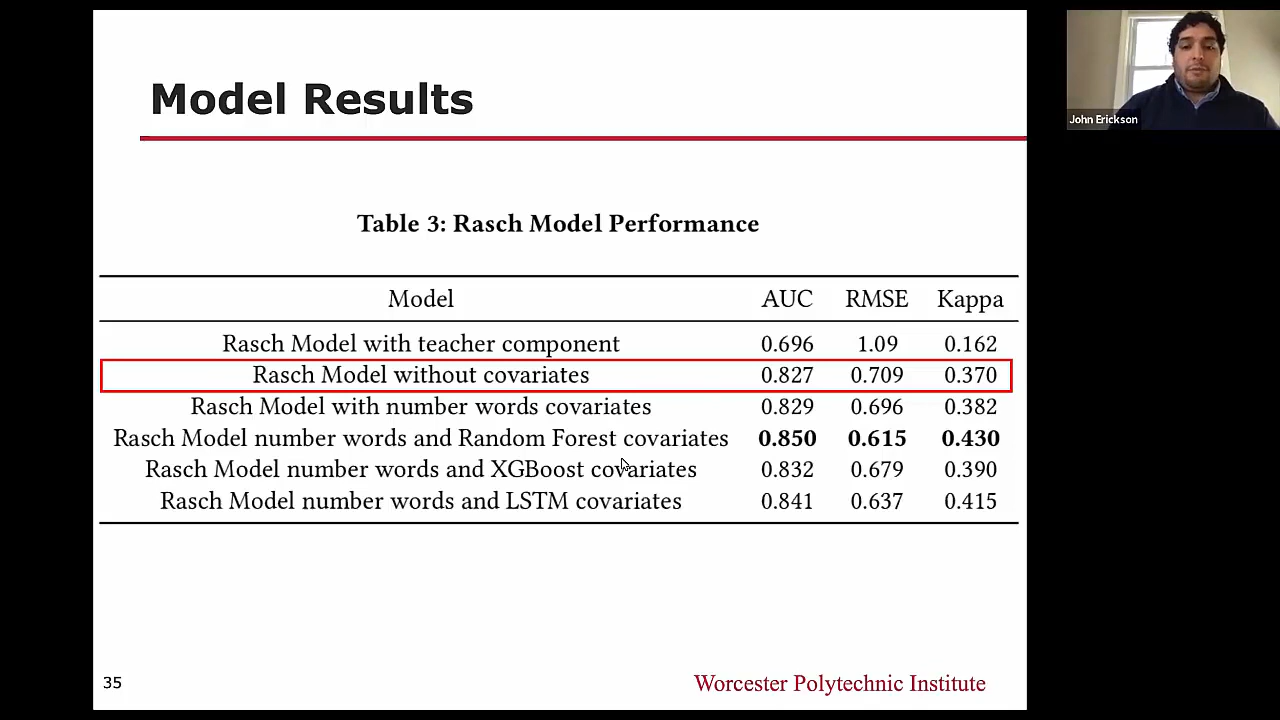 Model Results
John Erickson
Table 3: Rasch Model Performance
Model AUC RMSE Kappa
Rasch Model with teacher component 0.696 1.09 0.162
Rasch Model without covariates 0.827 0.709 0.370
Rasch Model with number words covariates 0.829 0.696 0.382
Rasch Model number words and Random Forest covariates 0.850 0.615 0.430
Rasch Model number words and XGBoost covariates 0.832 0.679 0.390
Rasch Model number words and LSTM covariates 0.841 0.637 0.415
35
Worcester Polytechnic Institute